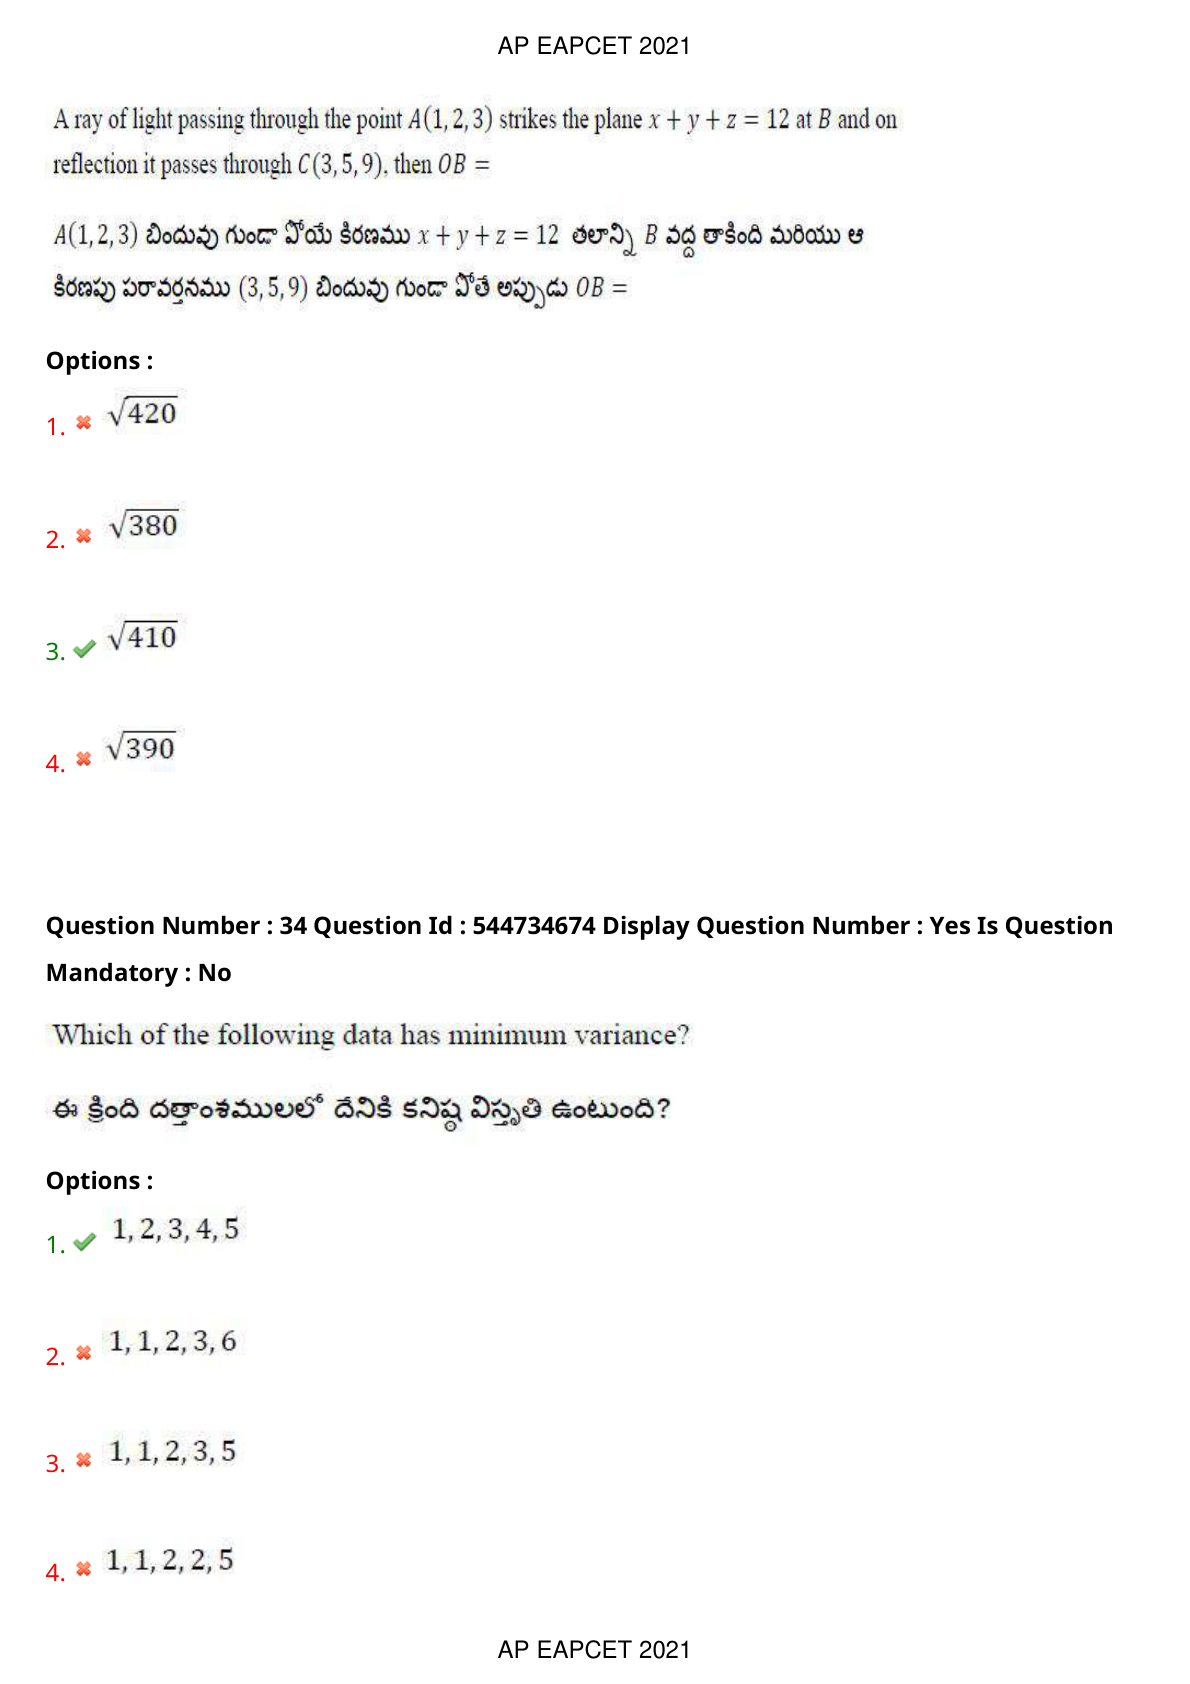 AP EAPCET 2021
A ray of light passing through the point A(1, 2, 3) strikes the plane x + y + z = 12 at B and on
reflection it passes through C(3, 5, 9), then OB =
A(1, 2, 3) బిందువు గుండా పోయే కిరణము x + y + z = 12 తలాన్ని B వద్ద తాకింది మరియు ఆ
కిరణపు పరావర్తనము (3, 5, 9) బిందువు గుండా పోతే అప్పుడు OB =
Options :
1. √420
2. √380
3. √410
4. √390
Question Number : 34 Question Id : 544734674 Display Question Number : Yes Is Question
Mandatory : No
Which of the following data has minimum variance?
ఈ క్రింది దత్తాంశములలో దేనికి కనిష్ఠ విస్తృతి ఉంటుంది?
Options :
1. 1, 2, 3, 4, 5
2. 1, 1, 2, 3, 6
3. 1, 1, 2, 3, 5
4. 1, 1, 2, 2, 5
AP EAPCET 2021